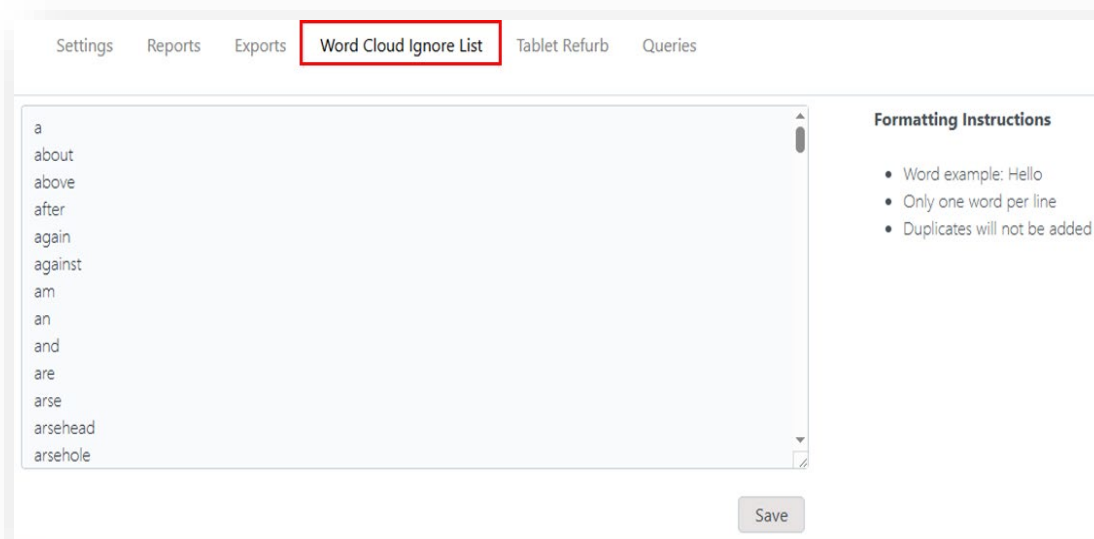 Settings Reports Exports Word Cloud Ignore List Tablet Refurb Queries
a
about
above
after
again
against
am
an
and
are
arse
arsehead
arsehole
Save
Formatting Instructions
Word example: Hello
Only one word per line
Duplicates will not be added